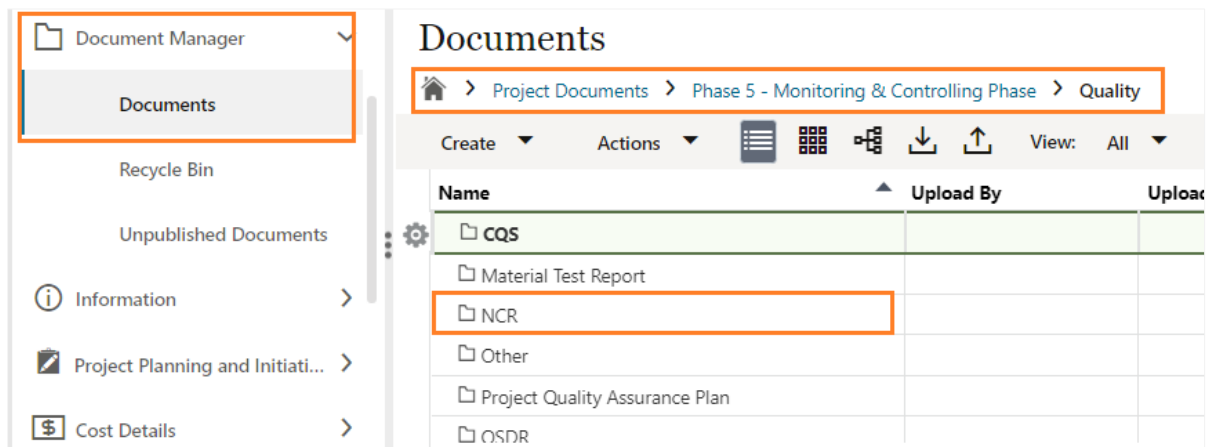 Document Manager
Documents
Recycle Bin
Unpublished Documents
Information
Project Planning and Initiati...
Cost Details
Documents
Project Documents > Phase 5 - Monitoring & Controlling Phase > Quality
Create Actions View: All
Name Upload By Upload
CQS
Material Test Report
NCR
Other
Project Quality Assurance Plan
QSDR